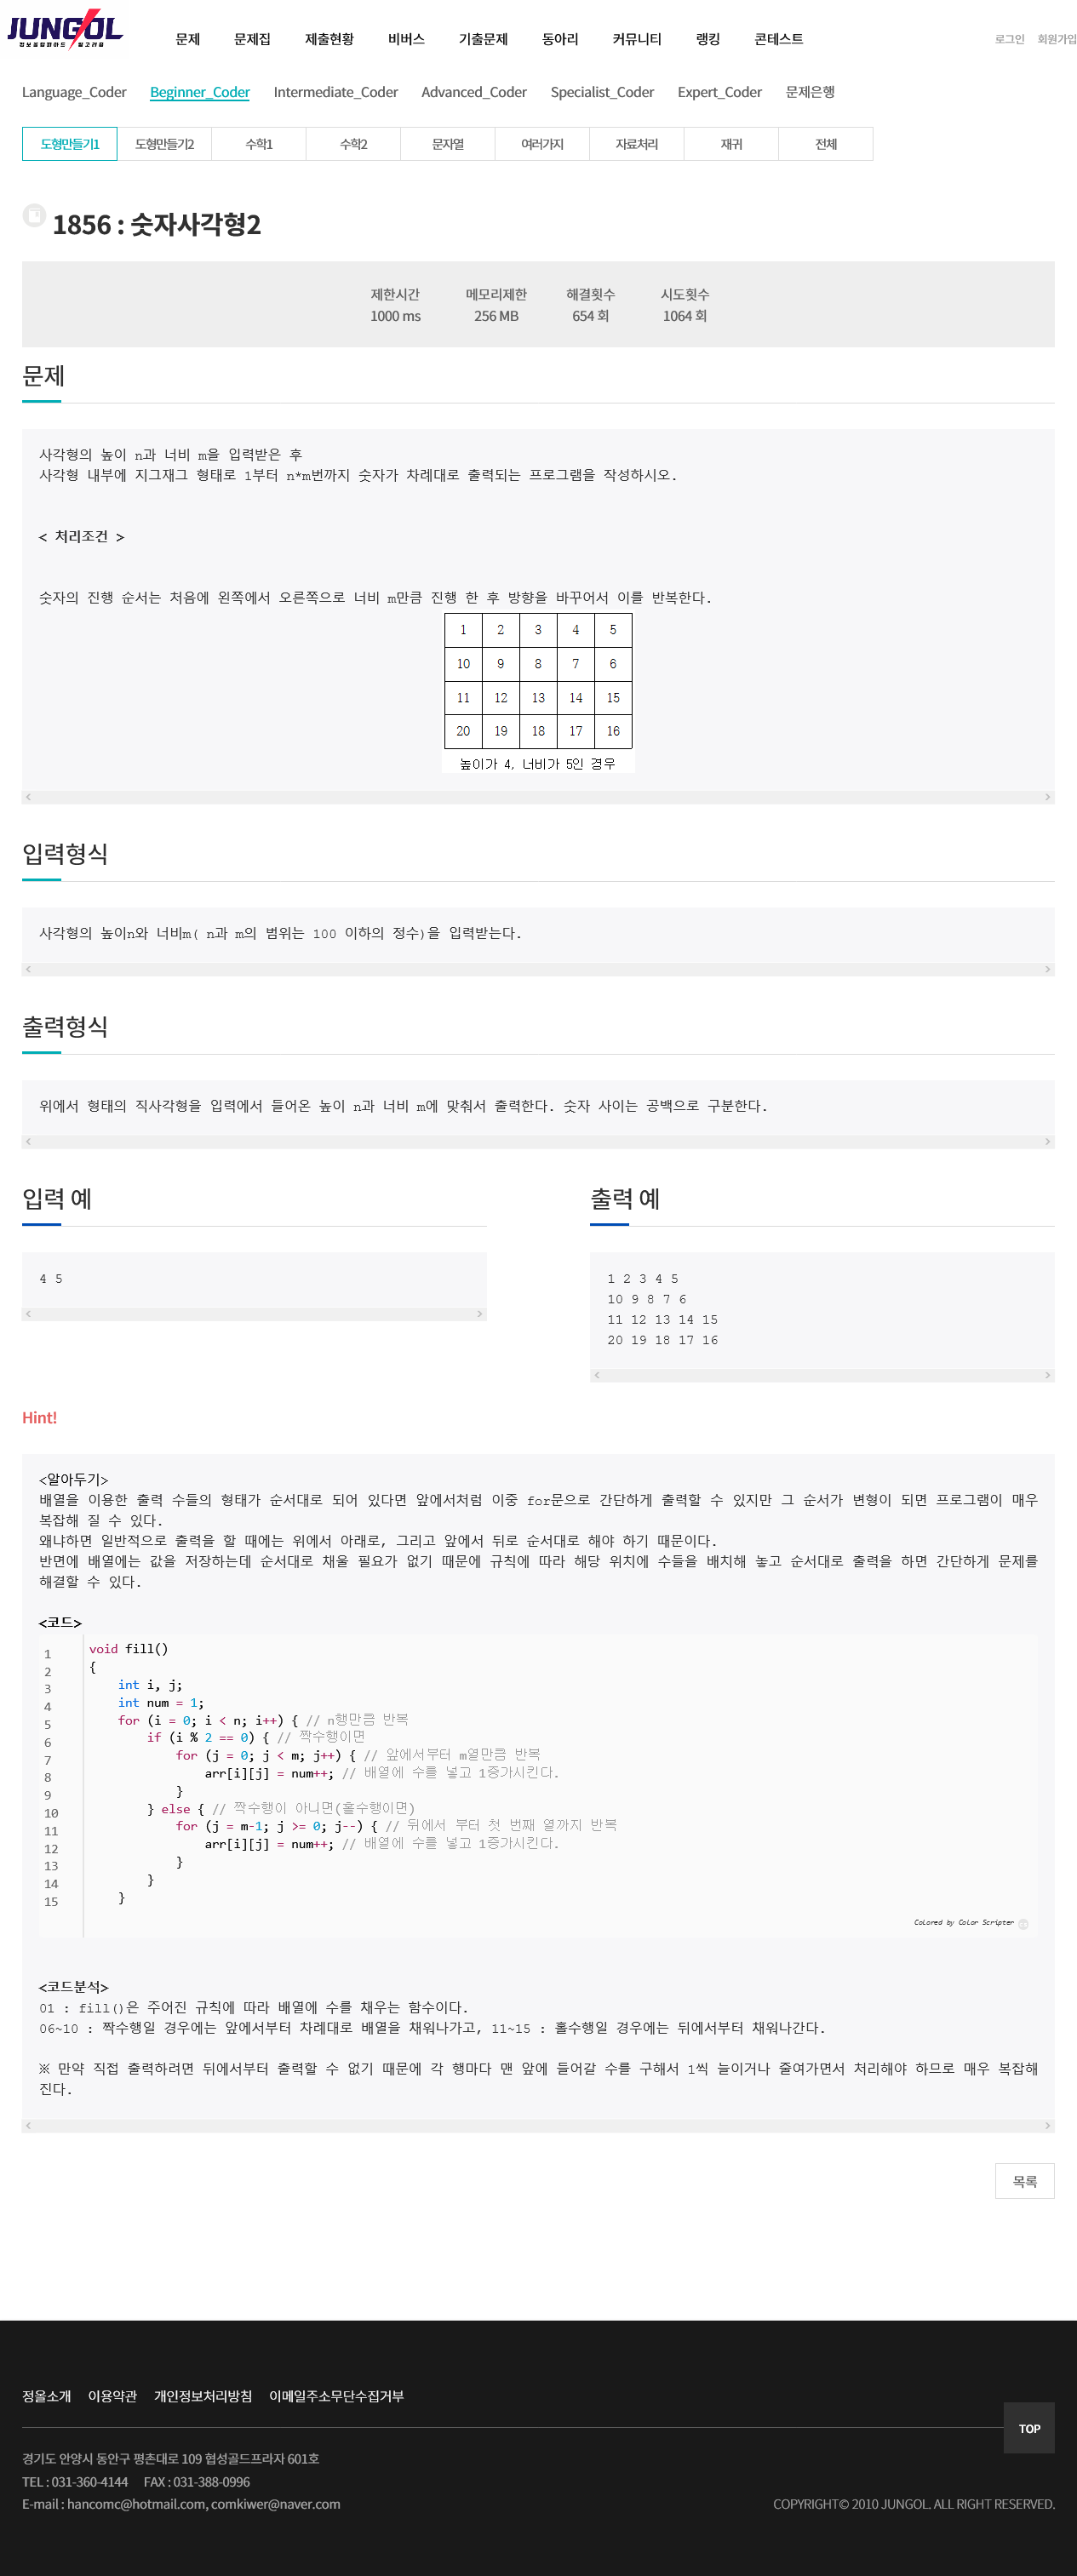 JUNGOL
정보올림피아드 알고리즘
문제 문제집 제출현황 비버스 기출문제 동아리 커뮤니티 랭킹 콘테스트 로그인 회원가입
Language_Coder Beginner_Coder Intermediate_Coder Advanced_Coder Specialist_Coder Expert_Coder 문제은행
도형만들기1 도형만들기2 수학1 수학2 문자열 여러가지 자료처리 재귀 전체
1856 : 숫자사각형2
제한시간 메모리제한 해결횟수 시도횟수
1000 ms 256 MB 654 회 1064 회
문제
사각형의 높이 n과 너비 m을 입력받은 후
사각형 내부에 지그재그 형태로 1부터 n*m번까지 숫자가 차례대로 출력되는 프로그램을 작성하시오.
< 처리조건 >
숫자의 진행 순서는 처음에 왼쪽에서 오른쪽으로 너비 m만큼 진행 한 후 방향을 바꾸어서 이를 반복한다.
1 2 3 4 5
10 9 8 7 6
11 12 13 14 15
20 19 18 17 16
높이가 4, 너비가 5인 경우
입력형식
사각형의 높이n와 너비m( n과 m의 범위는 100 이하의 정수)을 입력받는다.
출력형식
위에서 형태의 직사각형을 입력에서 들어온 높이 n과 너비 m에 맞춰서 출력한다. 숫자 사이는 공백으로 구분한다.
입력 예
4 5
출력 예
1 2 3 4 5
10 9 8 7 6
11 12 13 14 15
20 19 18 17 16
Hint!
<알아두기>
배열을 이용한 출력 수들의 형태가 순서대로 되어 있다면 앞에서처럼 이중 for문으로 간단하게 출력할 수 있지만 그 순서가 변형이 되면 프로그램이 매우
복잡해 질 수 있다.
왜냐하면 일반적으로 출력을 할 때에는 위에서 아래로, 그리고 앞에서 뒤로 순서대로 해야 하기 때문이다.
반면에 배열에는 값을 저장하는데 순서대로 채울 필요가 없기 때문에 규칙에 따라 해당 위치에 수들을 배치해 놓고 순서대로 출력을 하면 간단하게 문제를
해결할 수 있다.
<코드>
1 void fill()
2 {
3 int i, j;
4 int num = 1;
5 for (i = 0; i < n; i++) { // n행만큼 반복
6 if (i % 2 == 0) { // 짝수행이면
7 for (j = 0; j < m; j++) { // 앞에서부터 m열만큼 반복
8 arr[i][j] = num++; // 배열에 수를 넣고 1증가시킨다.
9 }
10 } else { // 짝수행이 아니면(홀수행이면)
11 for (j = m-1; j >= 0; j--) { // 뒤에서 부터 첫 번째 열까지 반복
12 arr[i][j] = num++; // 배열에 수를 넣고 1증가시킨다.
13 }
14 }
15 }
Colored by Color Scripter cs
<코드분석>
01 : fill()은 주어진 규칙에 따라 배열에 수를 채우는 함수이다.
06~10 : 짝수행일 경우에는 앞에서부터 차례대로 배열을 채워나가고, 11~15 : 홀수행일 경우에는 뒤에서부터 채워나간다.
※ 만약 직접 출력하려면 뒤에서부터 출력할 수 없기 때문에 각 행마다 맨 앞에 들어갈 수를 구해서 1씩 늘이거나 줄여가면서 처리해야 하므로 매우 복잡해
진다.
목록
정올소개 이용약관 개인정보처리방침 이메일주소무단수집거부
TOP
경기도 안양시 동안구 평촌대로 109 협성골드프라자 601호
TEL : 031-360-4144 FAX : 031-388-0996
E-mail : hancomc@hotmail.com, comkiwer@naver.com COPYRIGHT© 2010 JUNGOL. ALL RIGHT RESERVED.